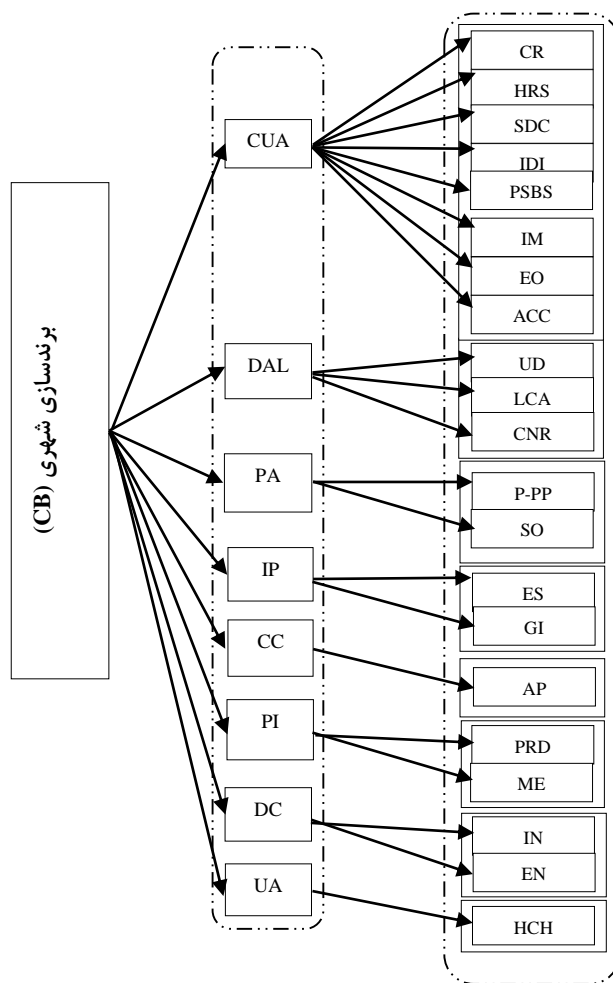 برندسازی شهری (CB)
CUA
DAL
PA
IP
CC
PI
DC
UA
CR
HRS
SDC
IDI
PSBS
IM
EO
ACC
UD
LCA
CNR
P-PP
SO
ES
GI
AP
PRD
ME
IN
EN
HCH